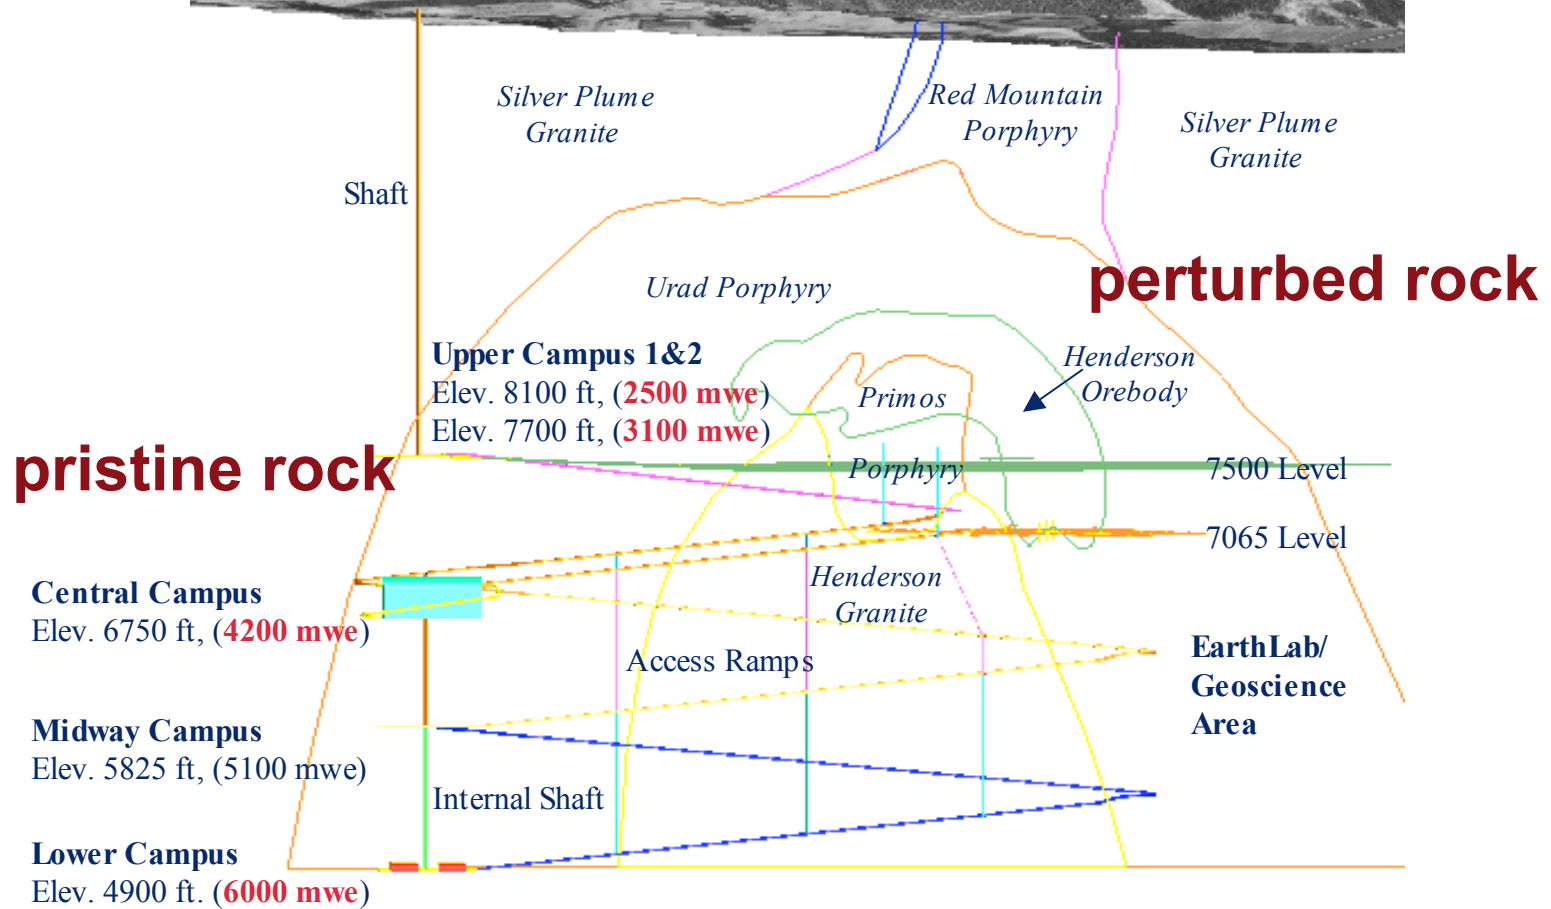 Silver Plume
Granite
Red Mountain
Porphyry
Silver Plume
Granite
Shaft
perturbed rock
Urad Porphyry
Upper Campus 1&2
Elev. 8100 ft, (2500 mwe)
Elev. 7700 ft, (3100 mwe)
Henderson
Orebody
Primos
Porphyry
pristine rock
7500 Level
7065 Level
Central Campus
Elev. 6750 ft, (4200 mwe)
Henderson
Granite
Access Ramps
EarthLab/
Geoscience
Area
Midway Campus
Elev. 5825 ft, (5100 mwe)
Internal Shaft
Lower Campus
Elev. 4900 ft. (6000 mwe)